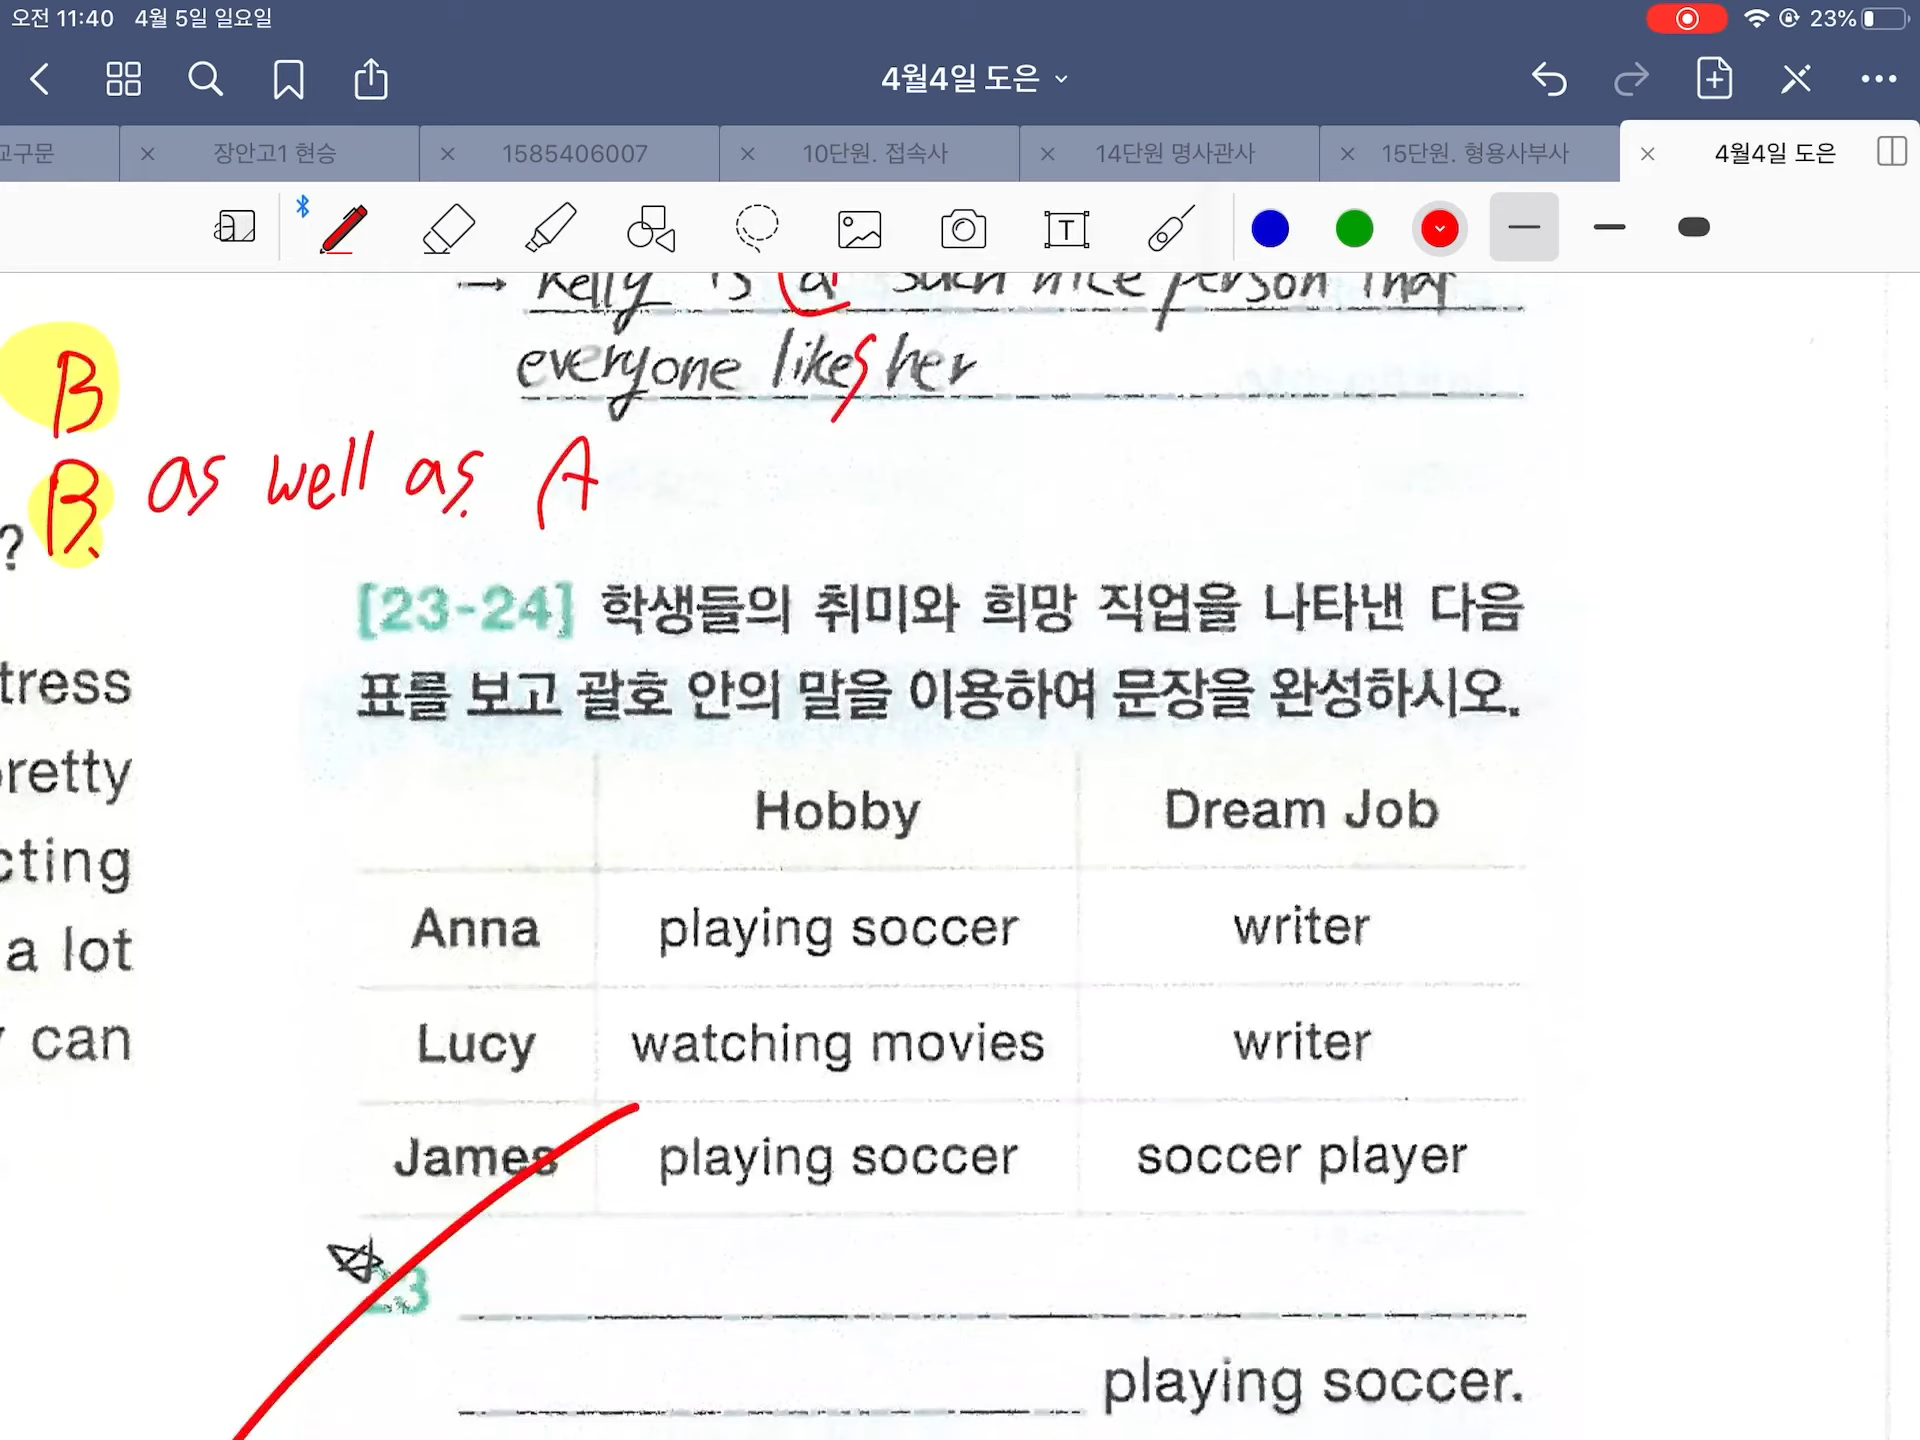 오전 11:40 4월 5일 일요일 23%
4월4일 도은
교구문 장안고1 현승 1585406007 10단원. 접속사 14단원 명사관사 15단원. 형용사부사 4월4일 도은
→ Kelly is a such nice person that
everyone likes her
B
B as well as A
?
[23-24] 학생들의 취미와 희망 직업을 나타낸 다음
표를 보고 괄호 안의 말을 이용하여 문장을 완성하시오.
tress
retty
cting
a lot
can
Hobby Dream Job
Anna playing soccer writer
Lucy watching movies writer
James playing soccer soccer player
23
playing soccer.